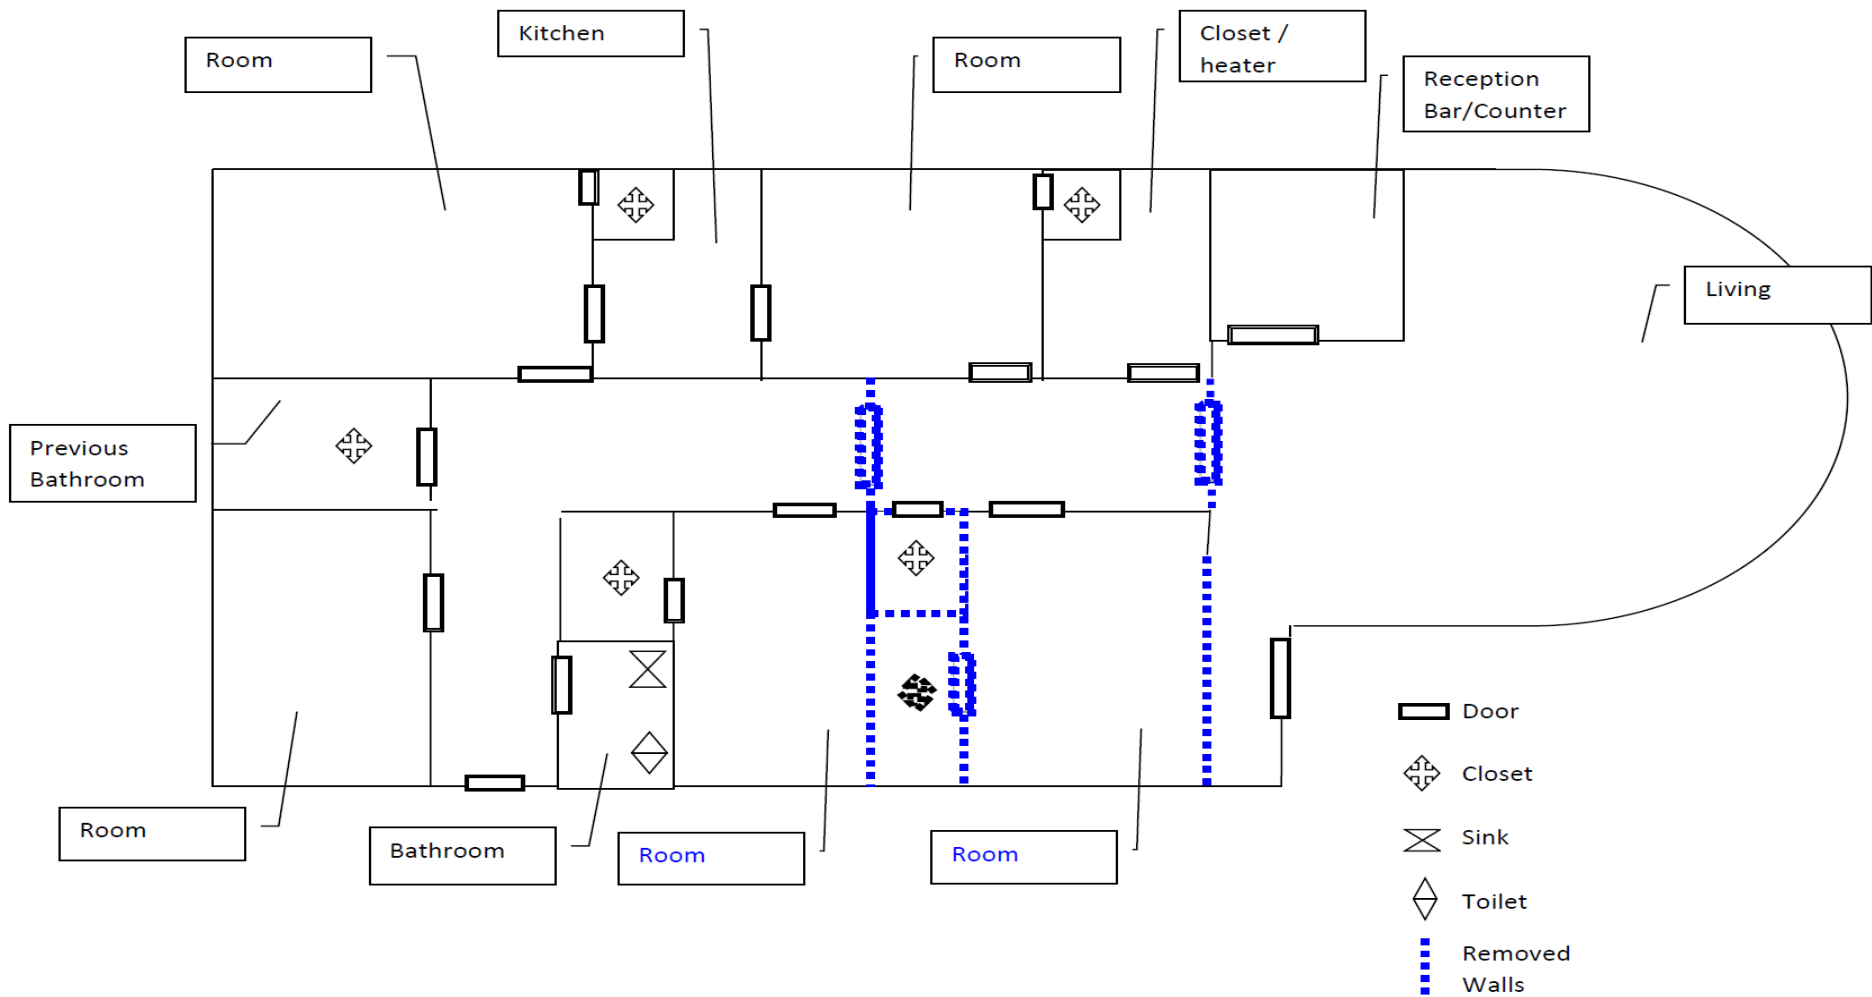 Kitchen
Closet /
heater
Room
Room
Reception
Bar/Counter
Living
Previous
Bathroom
Door
Closet
Room
Bathroom
Room
Room
Sink
Toilet
Removed
Walls